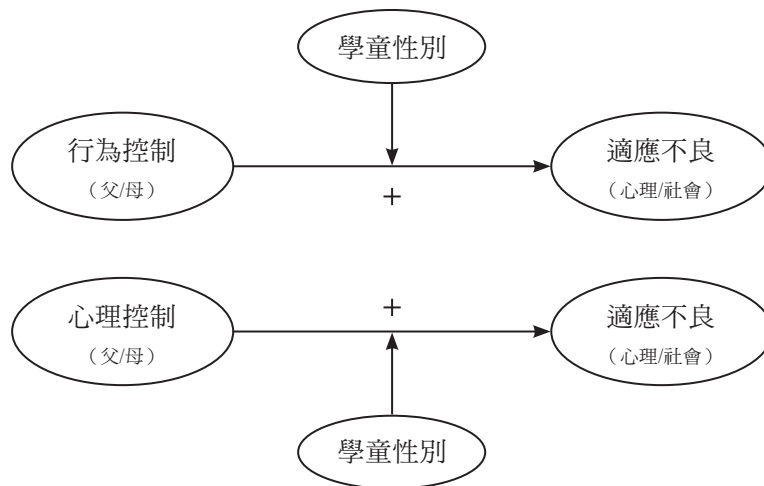 學童性別
行為控制
（父/母）
適應不良
（心理/社會）
+
+
心理控制
（父/母）
適應不良
（心理/社會）
學童性別